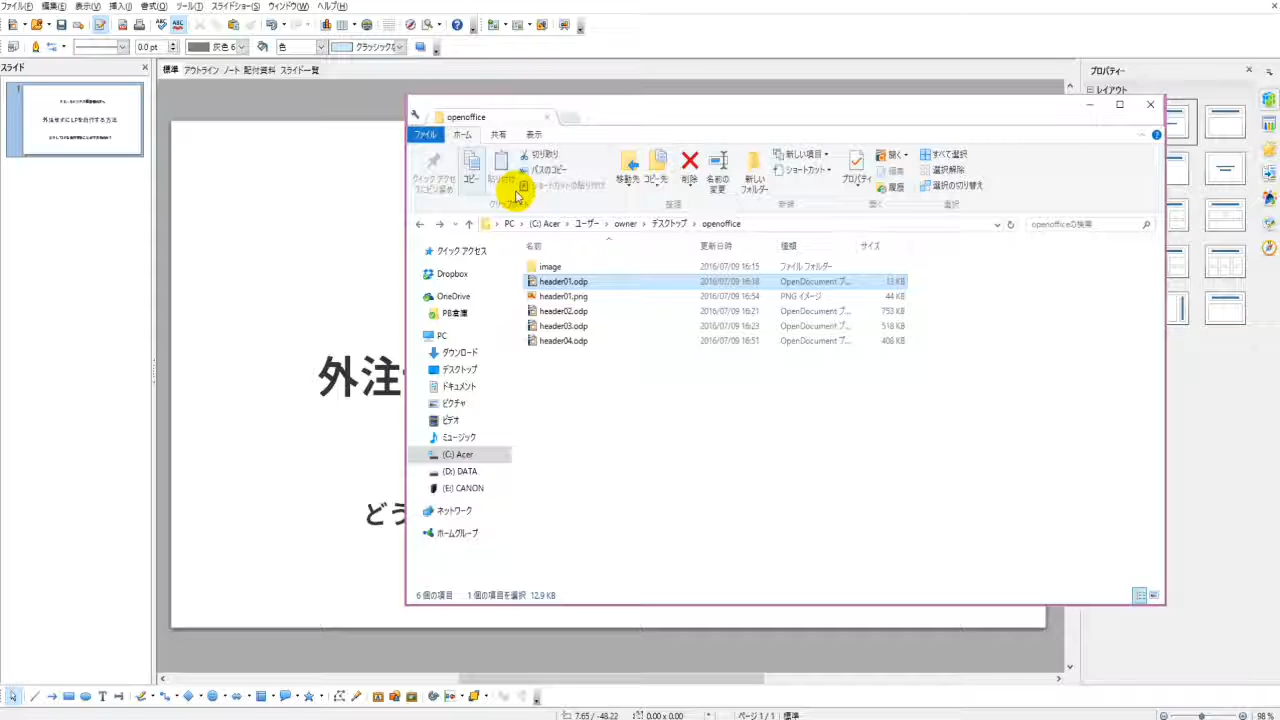 ファイル(F) 編集(E) 表示(V) 挿入(I) 書式(O) ツール(T) スライドショー(S) ウィンドウ(W) ヘルプ(H)
0.0 pt 灰色 6 色
スライド
標準 アウトライン ノート 配付資料 スライド一覧
プロパティー
レイアウト
1
外注せずにLPを自作する方法
外注
どう
openoffice
ファイル ホーム 共有 表示
コピー
切り取り
パスのコピー
ショートカットの貼り付け
移動先 コピー先 削除 名前の変更
整理
新しいフォルダー
新しい項目
ショートカット
新規
プロパティ
開く
編集
履歴
開く
すべて選択
選択解除
選択の切り替え
選択
PC > (C:) Acer > ユーザー > owner > デスクトップ > openoffice
openofficeの検索
名前 更新日時 種類 サイズ
image 2016/07/09 16:15 ファイル フォルダー
header01.odp 2016/07/09 16:38 OpenDocument プ... 13 KB
header01.png 2016/07/09 16:54 PNG イメージ 44 KB
header02.odp 2016/07/09 16:21 OpenDocument プ... 753 KB
header03.odp 2016/07/09 16:23 OpenDocument プ... 518 KB
header04.odp 2016/07/09 16:51 OpenDocument プ... 408 KB
クイック アクセス
Dropbox
OneDrive
PB倉庫
PC
ダウンロード
デスクトップ
ドキュメント
ピクチャ
ビデオ
ミュージック
(C:) Acer
(D:) DATA
(E:) CANON
ネットワーク
ホームグループ
6 個の項目 1 個の項目を選択 12.9 KB
7.65 / -48.22 0.00 x 0.00 * ページ 1 / 1 標準 98 %